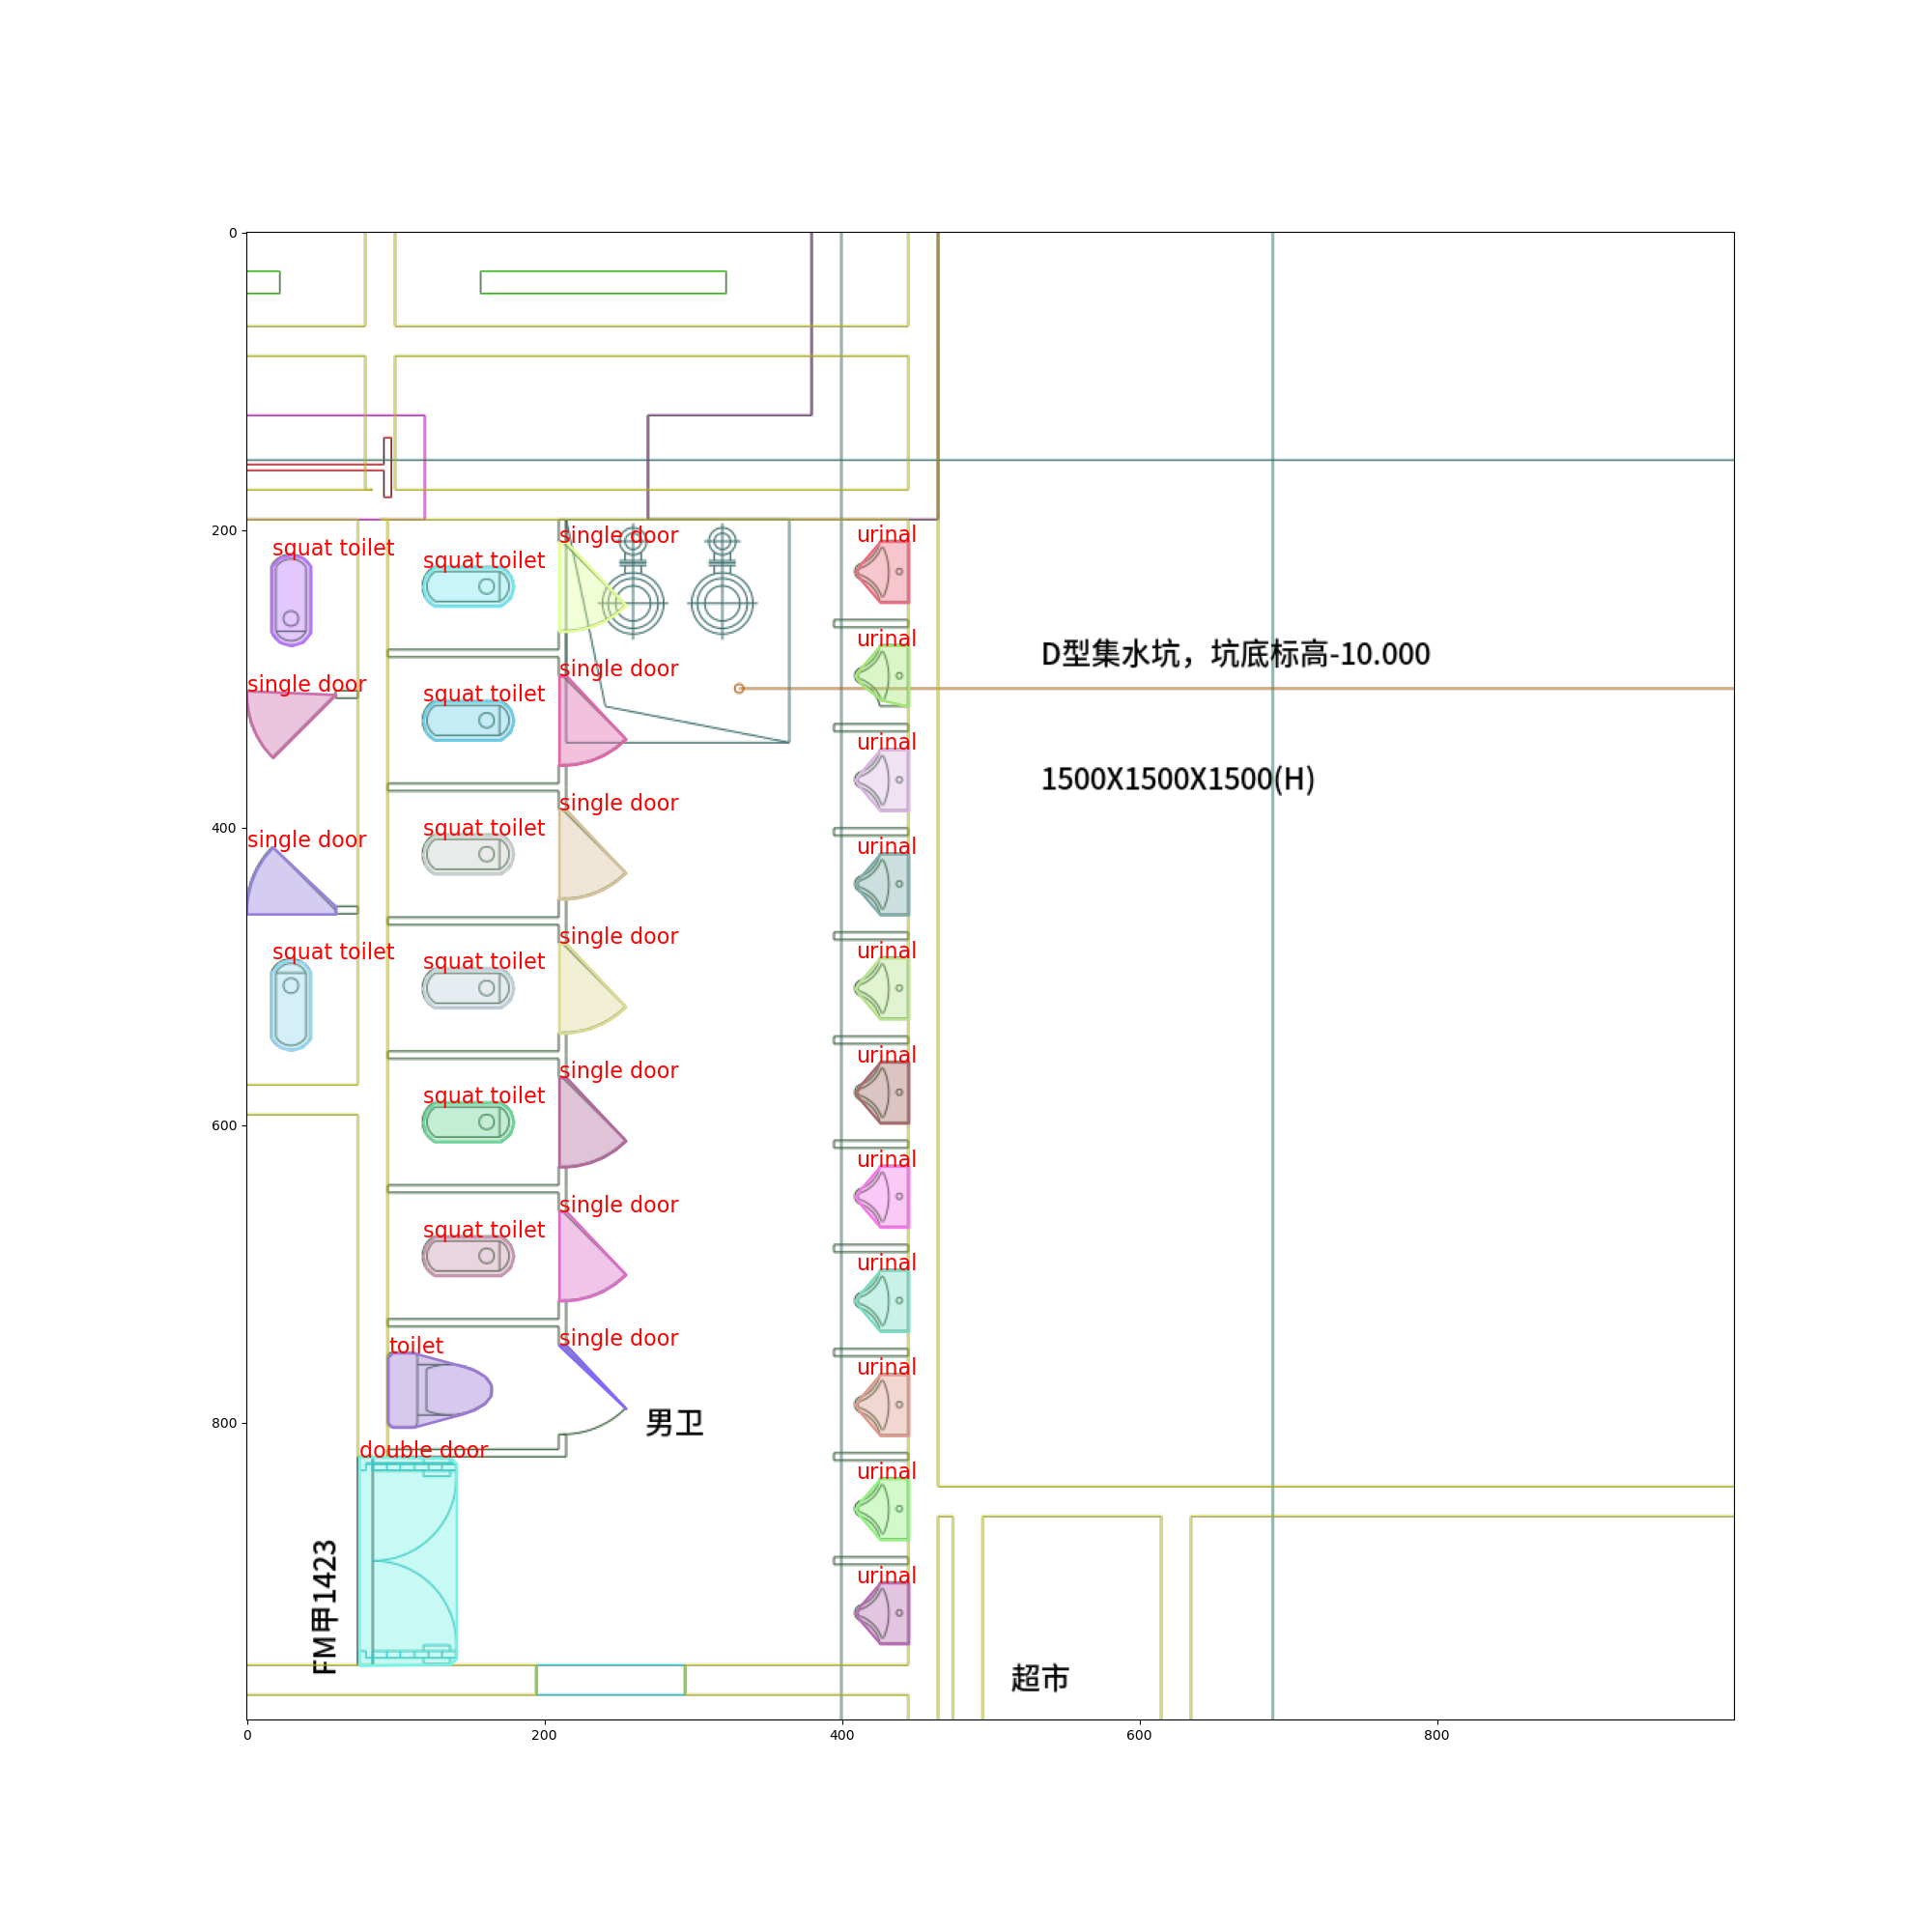 0
200
400
600
800
0
200
400
600
800
single door
urinal
squat toilet
squat toilet
urinal
D型集水坑，坑底标高-10.000
single door
single door
squat toilet
urinal
1500X1500X1500(H)
single door
squat toilet
single door
urinal
single door
urinal
squat toilet
squat toilet
urinal
single door
squat toilet
urinal
single door
squat toilet
urinal
single door
toilet
urinal
男卫
double door
urinal
FM甲1423
urinal
超市